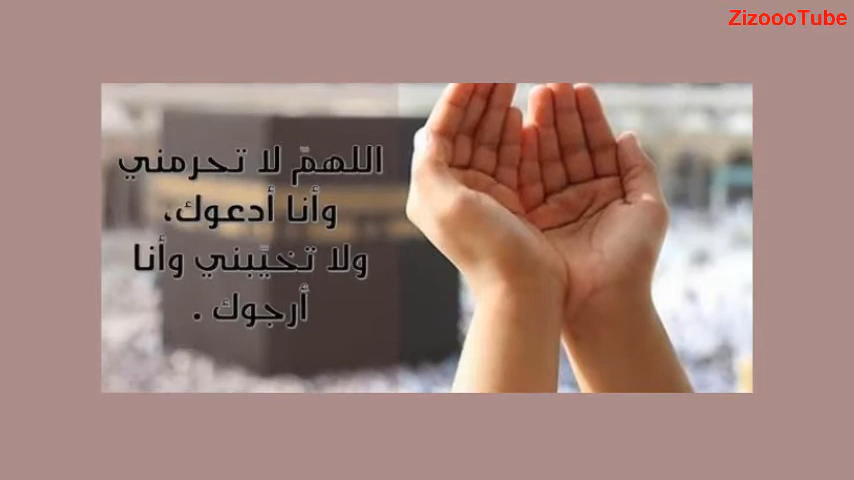 ZizoooTube
اللهمّ لا تحرمني
وأنا أدعوك،
ولا تخيّبني وأنا
أرجوك .